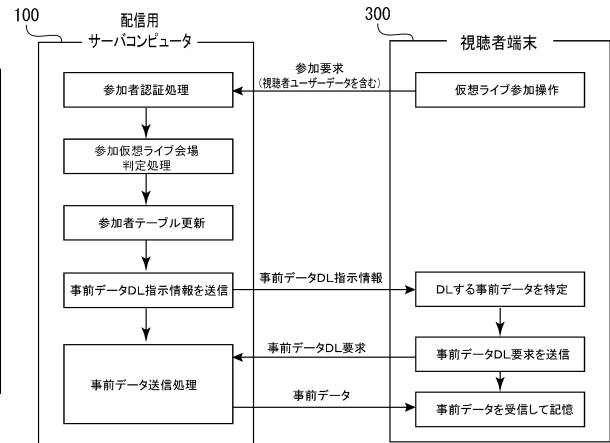 100
配信用
サーバコンピュータ
300
視聴者端末
参加要求
(視聴者ユーザーデータを含む)
参加者認証処理
仮想ライブ参加操作
参加仮想ライブ会場
判定処理
参加者テーブル更新
事前データDL指示情報を送信
事前データDL指示情報
DLする事前データを特定
事前データDL要求
事前データDL要求を送信
事前データ送信処理
事前データ
事前データを受信して記憶